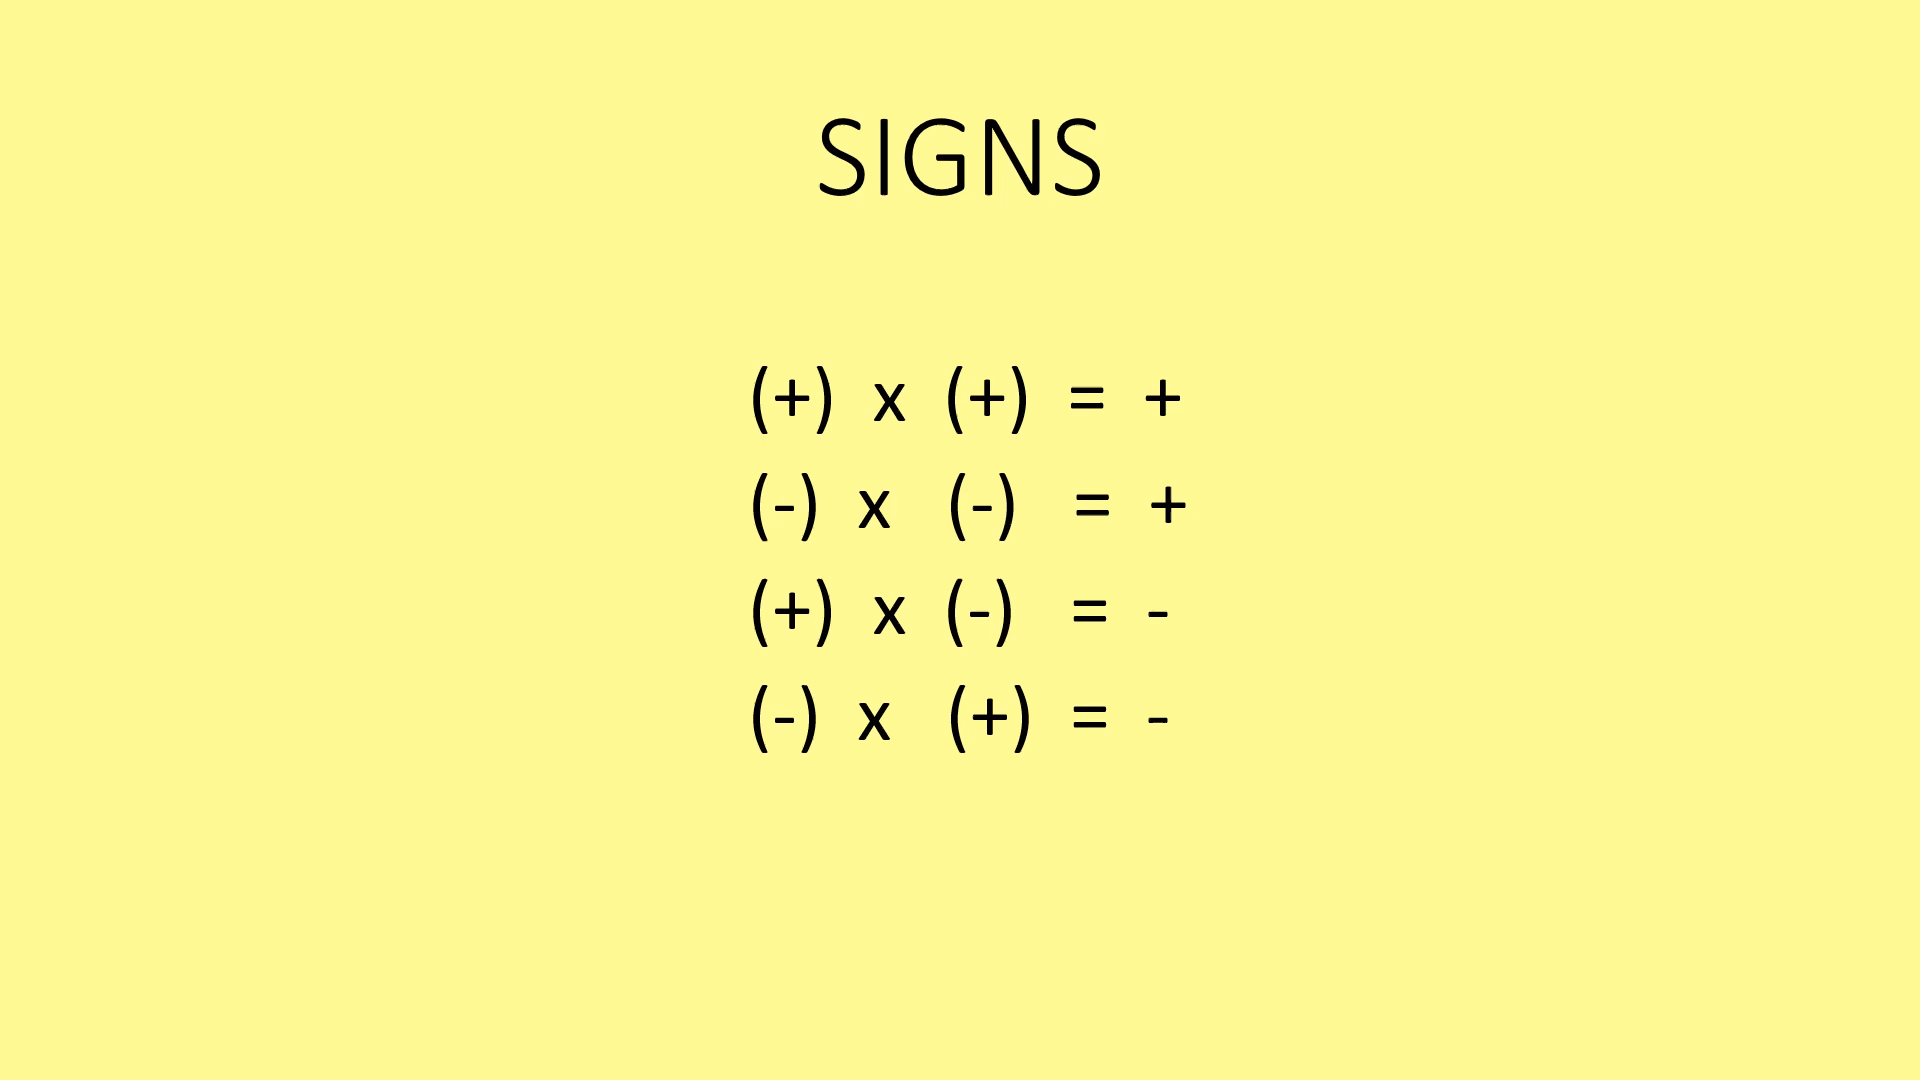 SIGNS
(+) x (+) = +
(-) x (-) = +
(+) x (-) = -
(-) x (+) = -